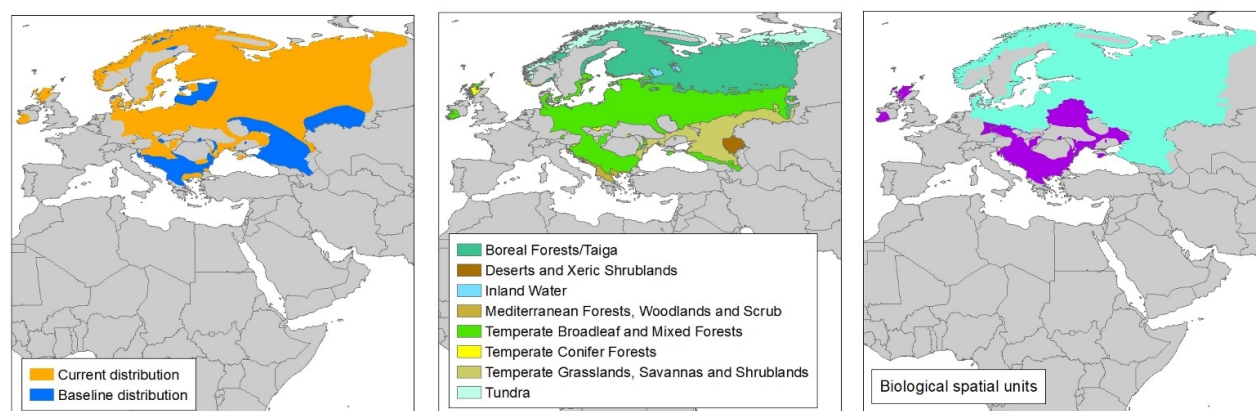 Current distribution
Baseline distribution
Boreal Forests/Taiga
Deserts and Xeric Shrublands
Inland Water
Mediterranean Forests, Woodlands and Scrub
Temperate Broadleaf and Mixed Forests
Temperate Conifer Forests
Temperate Grasslands, Savannas and Shrublands
Tundra
Biological spatial units